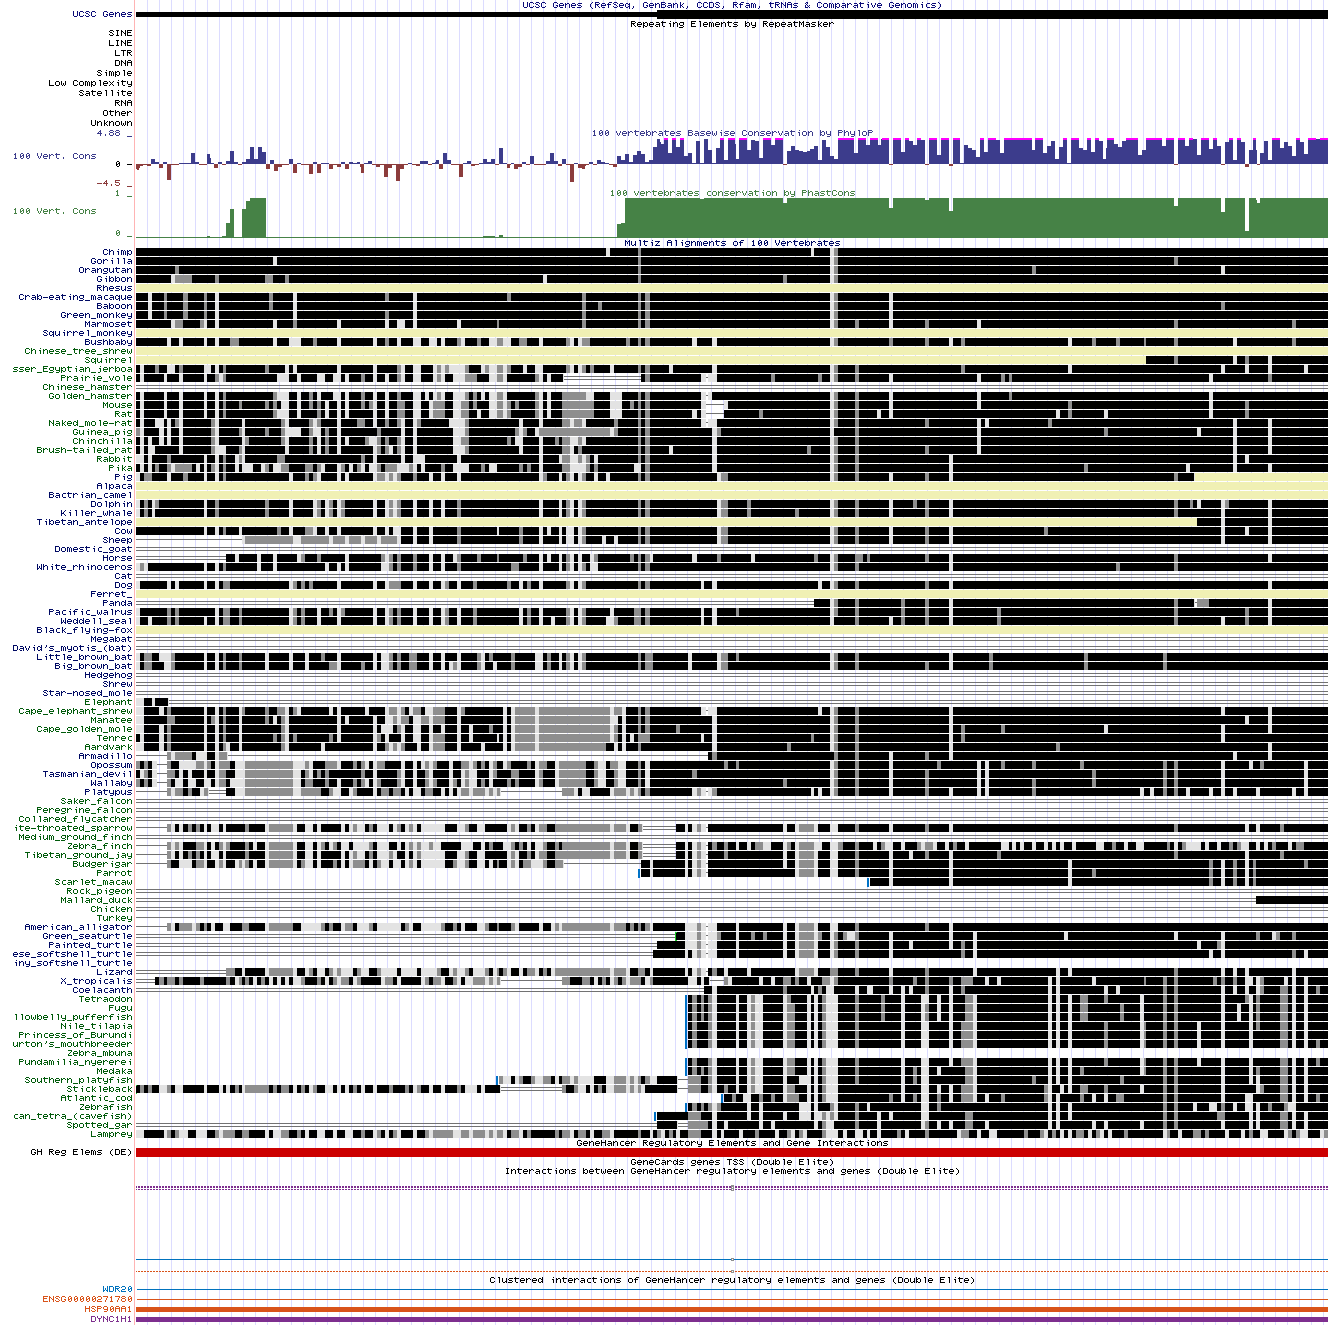 UCSC Genes (RefSeq, GenBank, CCDS, Rfam, tRNAs & Comparative Genomics)
UCSC Genes
Repeating Elements by RepeatMasker
SINE
LINE
LTR
DNA
Simple
Low Complexity
Satellite
RNA
Other
Unknown
4.88 _
100 vertebrates Basewise Conservation by PhyloP
100 Vert. Cons
0 _
-4.5 _
1 _
100 vertebrates conservation by PhastCons
100 Vert. Cons
0 _
Multiz Alignments of 100 Vertebrates
Chimp
Gorilla
Orangutan
Gibbon
Rhesus
Crab-eating_macaque
Baboon
Green_monkey
Marmoset
Squirrel_monkey
Bushbaby
Chinese_tree_shrew
Squirrel
sser_Egyptian_jerboa
Prairie_vole
Chinese_hamster
Golden_hamster
Mouse
Rat
Naked_mole-rat
Guinea_pig
Chinchilla
Brush-tailed_rat
Rabbit
Pika
Pig
Alpaca
Bactrian_camel
Dolphin
Killer_whale
Tibetan_antelope
Cow
Sheep
Domestic_goat
Horse
White_rhinoceros
Cat
Dog
Ferret_
Panda
Pacific_walrus
Weddell_seal
Black_flying-fox
Megabat
David's_myotis_(bat)
Little_brown_bat
Big_brown_bat
Hedgehog
Shrew
Star-nosed_mole
Elephant
Cape_elephant_shrew
Manatee
Cape_golden_mole
Tenrec
Aardvark
Armadillo
Opossum
Tasmanian_devil
Wallaby
Platypus
Saker_falcon
Peregrine_falcon
Collared_flycatcher
ite-throated_sparrow
Medium_ground_finch
Zebra_finch
Tibetan_ground_jay
Budgerigar
Parrot
Scarlet_macaw
Rock_pigeon
Mallard_duck
Chicken
Turkey
American_alligator
Green_seaturtle
Painted_turtle
ese_softshell_turtle
iny_softshell_turtle
Lizard
X_tropicalis
Coelacanth
Tetraodon
Fugu
llowbelly_pufferfish
Nile_tilapia
Princess_of_Burundi
urton's_mouthbreeder
Zebra_mbuna
Pundamilia_nyererei
Medaka
Southern_platyfish
Stickleback
Atlantic_cod
Zebrafish
can_tetra_(cavefish)
Spotted_gar
Lamprey
GeneHancer Regulatory Elements and Gene Interactions
GH Reg Elems (DE)
GeneCards genes TSS (Double Elite)
Interactions between GeneHancer regulatory elements and genes (Double Elite)
Clustered interactions of GeneHancer regulatory elements and genes (Double Elite)
WDR20
ENSG00000271780
HSP90AA1
DYNC1H1